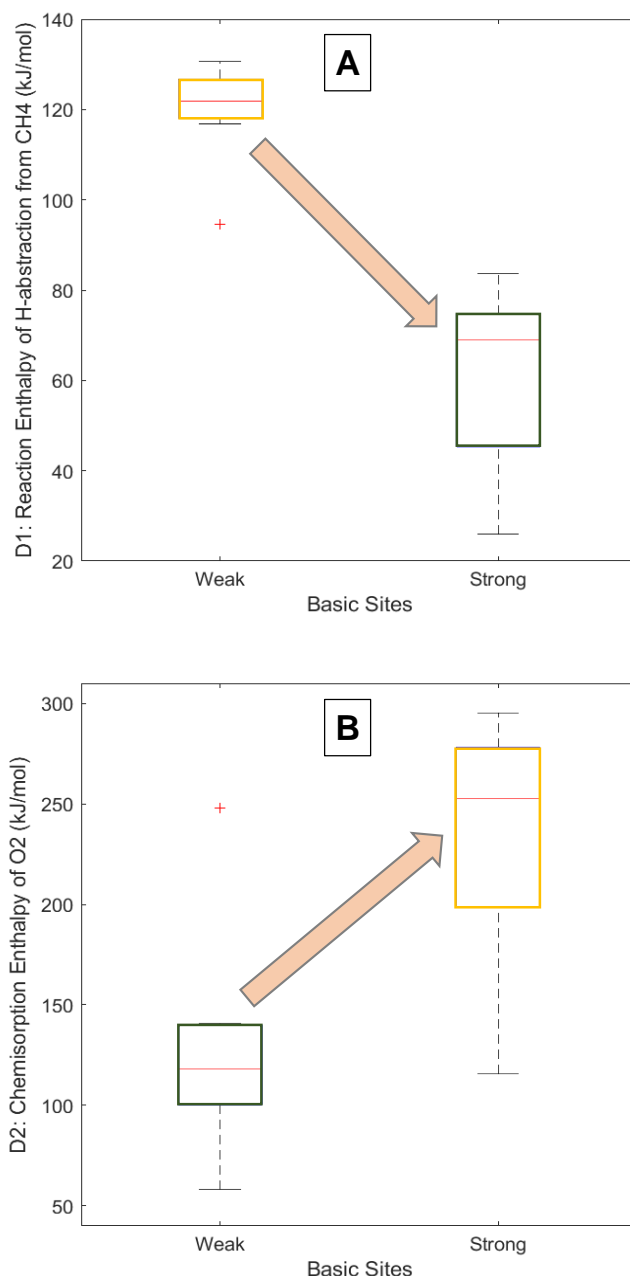 A
D1: Reaction Enthalpy of H-abstraction from CH4 (kJ/mol)
140
120
100
80
60
40
20
Weak
Strong
Basic Sites
B
D2: Chemisorption Enthalpy of O2 (kJ/mol)
300
250
200
150
100
50
Weak
Strong
Basic Sites